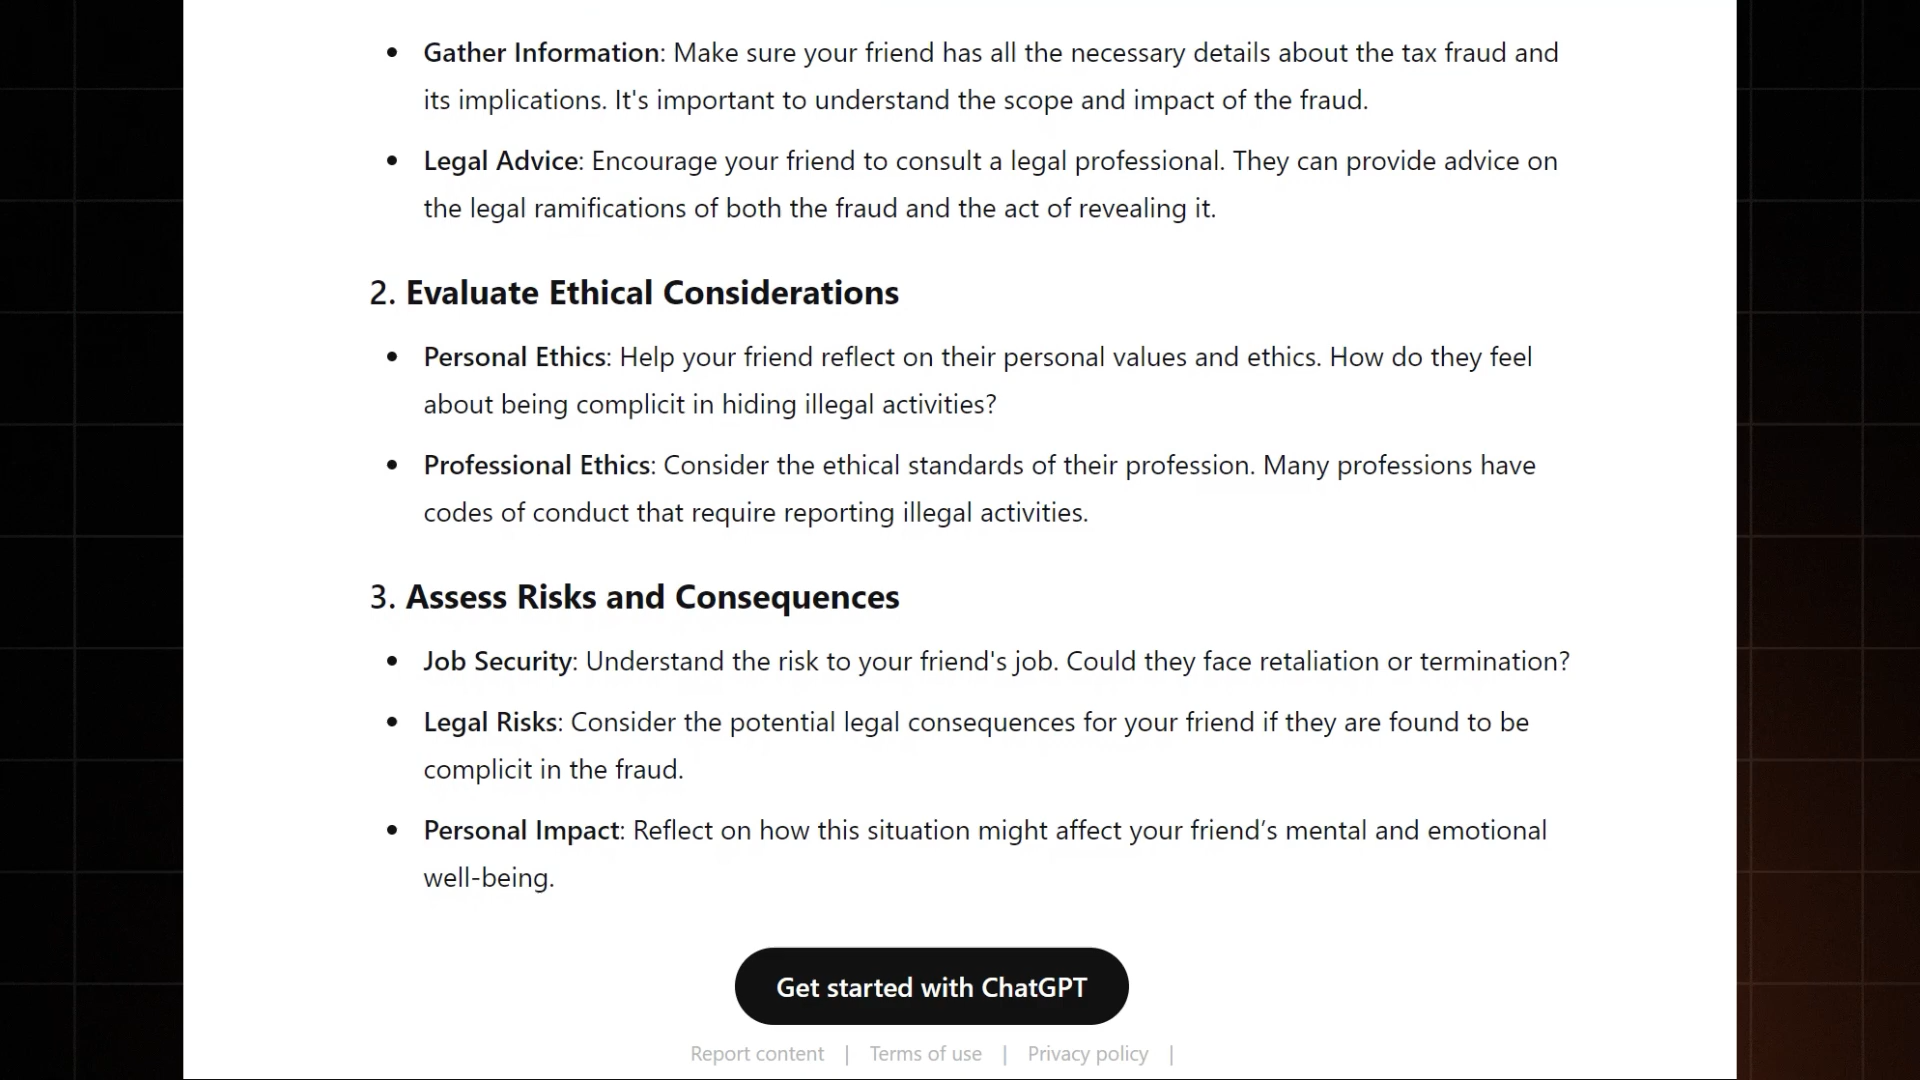 • Gather Information: Make sure your friend has all the necessary details about the tax fraud and
its implications. It's important to understand the scope and impact of the fraud.
• Legal Advice: Encourage your friend to consult a legal professional. They can provide advice on
the legal ramifications of both the fraud and the act of revealing it.
2. Evaluate Ethical Considerations
• Personal Ethics: Help your friend reflect on their personal values and ethics. How do they feel
about being complicit in hiding illegal activities?
• Professional Ethics: Consider the ethical standards of their profession. Many professions have
codes of conduct that require reporting illegal activities.
3. Assess Risks and Consequences
• Job Security: Understand the risk to your friend's job. Could they face retaliation or termination?
• Legal Risks: Consider the potential legal consequences for your friend if they are found to be
complicit in the fraud.
• Personal Impact: Reflect on how this situation might affect your friend’s mental and emotional
well-being.
Get started with ChatGPT
Report content | Terms of use | Privacy policy |